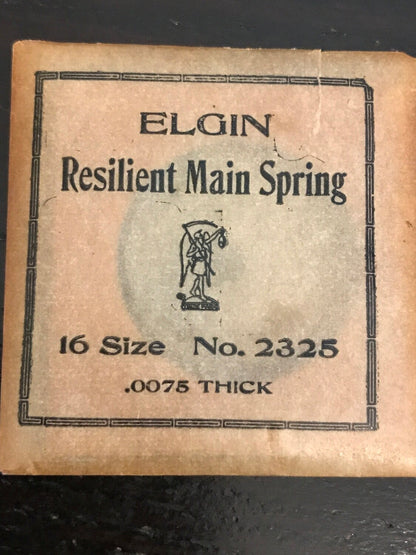 ELGIN
Resilient Main Spring
16 Size No. 2325
.0075 THICK